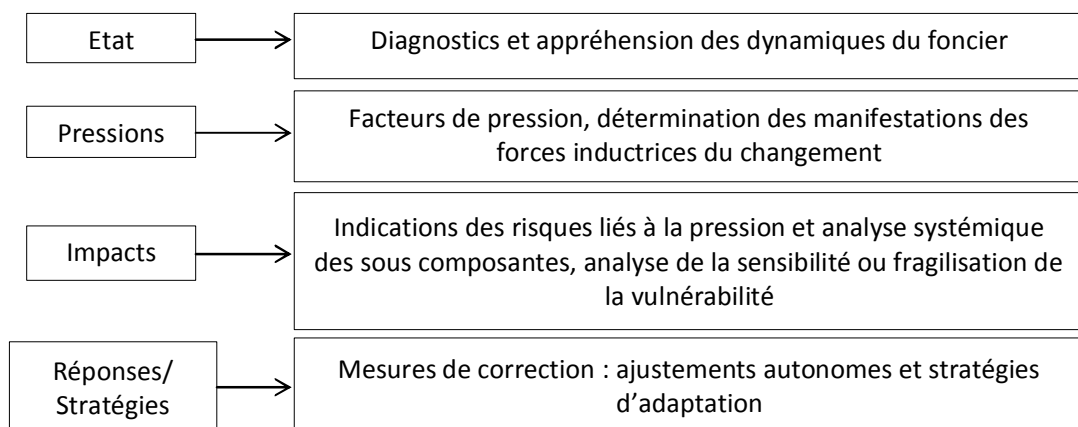 Etat
Diagnostics et appréhension des dynamiques du foncier
Pressions
Facteurs de pression, détermination des manifestations des
forces inductrices du changement
Impacts
Indications des risques liés à la pression et analyse systémique
des sous composantes, analyse de la sensibilité ou fragilisation de
la vulnérabilité
Réponses/
Stratégies
Mesures de correction : ajustements autonomes et stratégies
d’adaptation